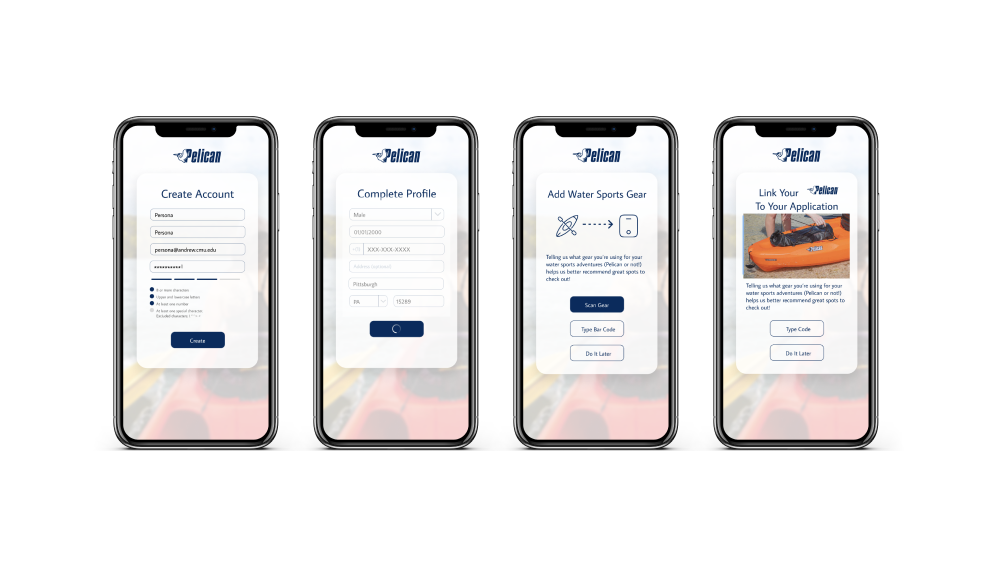 Pelican
Create Account
Persona
Persona
persona@andrew.cmu.edu
8 or more characters
Upper and lowercase letters
At least one number
At least one special character
Create
Pelican
Complete Profile
Male
01/01/2000
+1
XXX-XXX-XXXX
Address (optional)
Pittsburgh
PA
15289
Pelican
Add Water Sports Gear
Telling us what gear you're using for your
water sports adventures (Pelican or not!)
helps us better recommend great spots to
check out!
Scan Gear
Type Bar Code
Do It Later
Pelican
Link Your Pelican
To Your Application
Telling us what gear you're using for your
water sports adventures (Pelican or not!)
helps us better recommend great spots to
check out!
Type Code
Do It Later